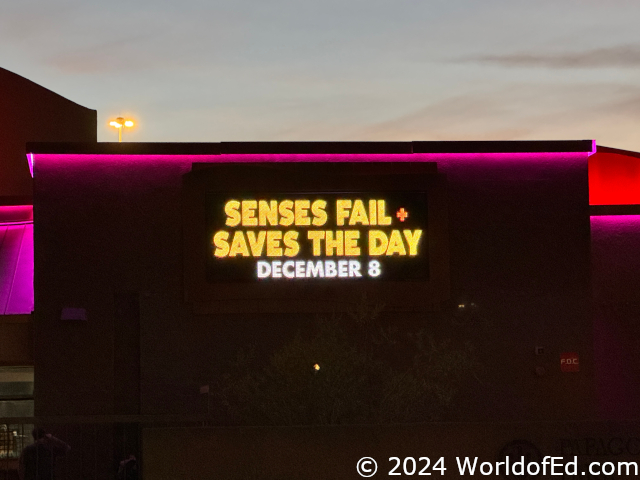 SENSES FAIL +
SAVES THE DAY
DECEMBER 8
F.D.C.
© 2024 WorldofEd.com